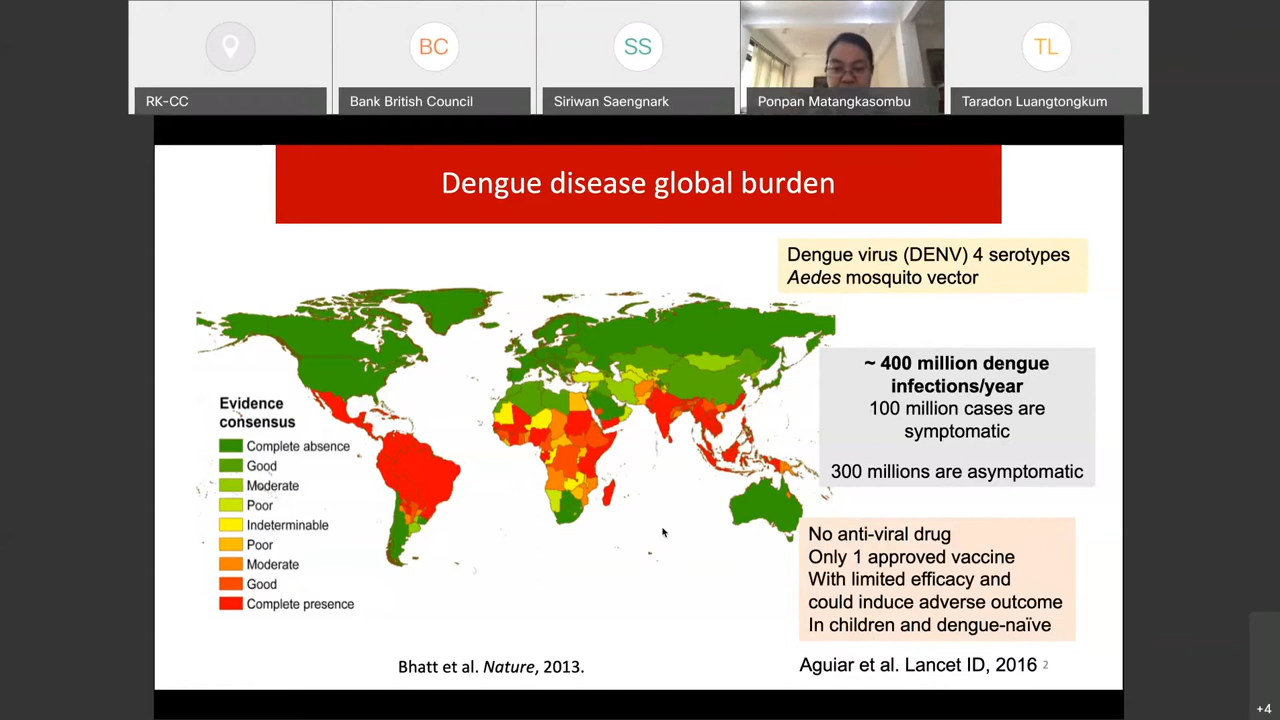 BC
SS
TL
RK-CC
Bank British Council
Siriwan Saengnark
Ponpan Matangkasombu
Taradon Luangtongkum
Dengue disease global burden
Dengue virus (DENV) 4 serotypes
Aedes mosquito vector
~ 400 million dengue
infections/year
100 million cases are
symptomatic
300 millions are asymptomatic
Evidence
consensus
Complete absence
Good
Moderate
Poor
Indeterminable
Poor
Moderate
Good
Complete presence
No anti-viral drug
Only 1 approved vaccine
With limited efficacy and
could induce adverse outcome
In children and dengue-naïve
Bhatt et al. Nature, 2013.
Aguiar et al. Lancet ID, 2016 2
+4